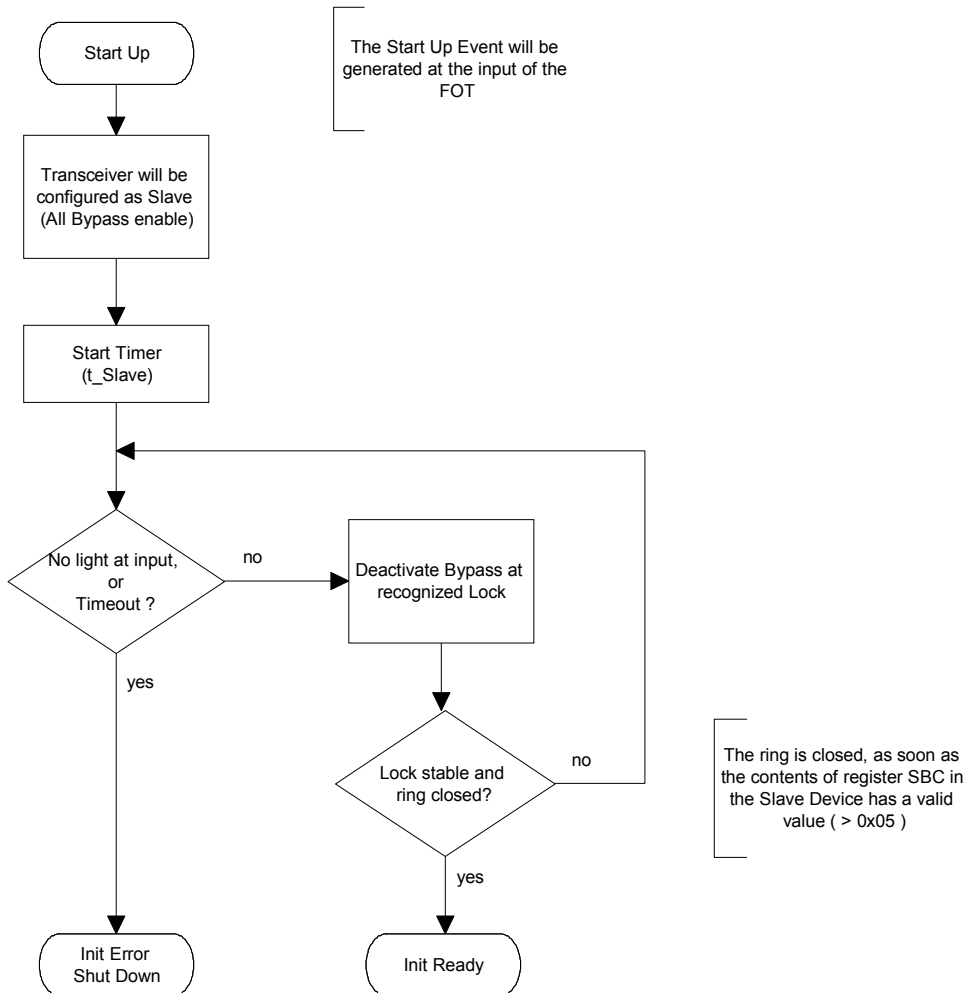 Start Up
The Start Up Event will be
generated at the input of the
FOT
Transceiver will be
configured as Slave
(All Bypass enable)
Start Timer
(t_Slave)
No light at input,
or
Timeout ?
no
Deactivate Bypass at
recognized Lock
yes
Lock stable and
ring closed?
no
The ring is closed, as soon as
the contents of register SBC in
the Slave Device has a valid
value ( > 0x05 )
yes
Init Error
Shut Down
Init Ready